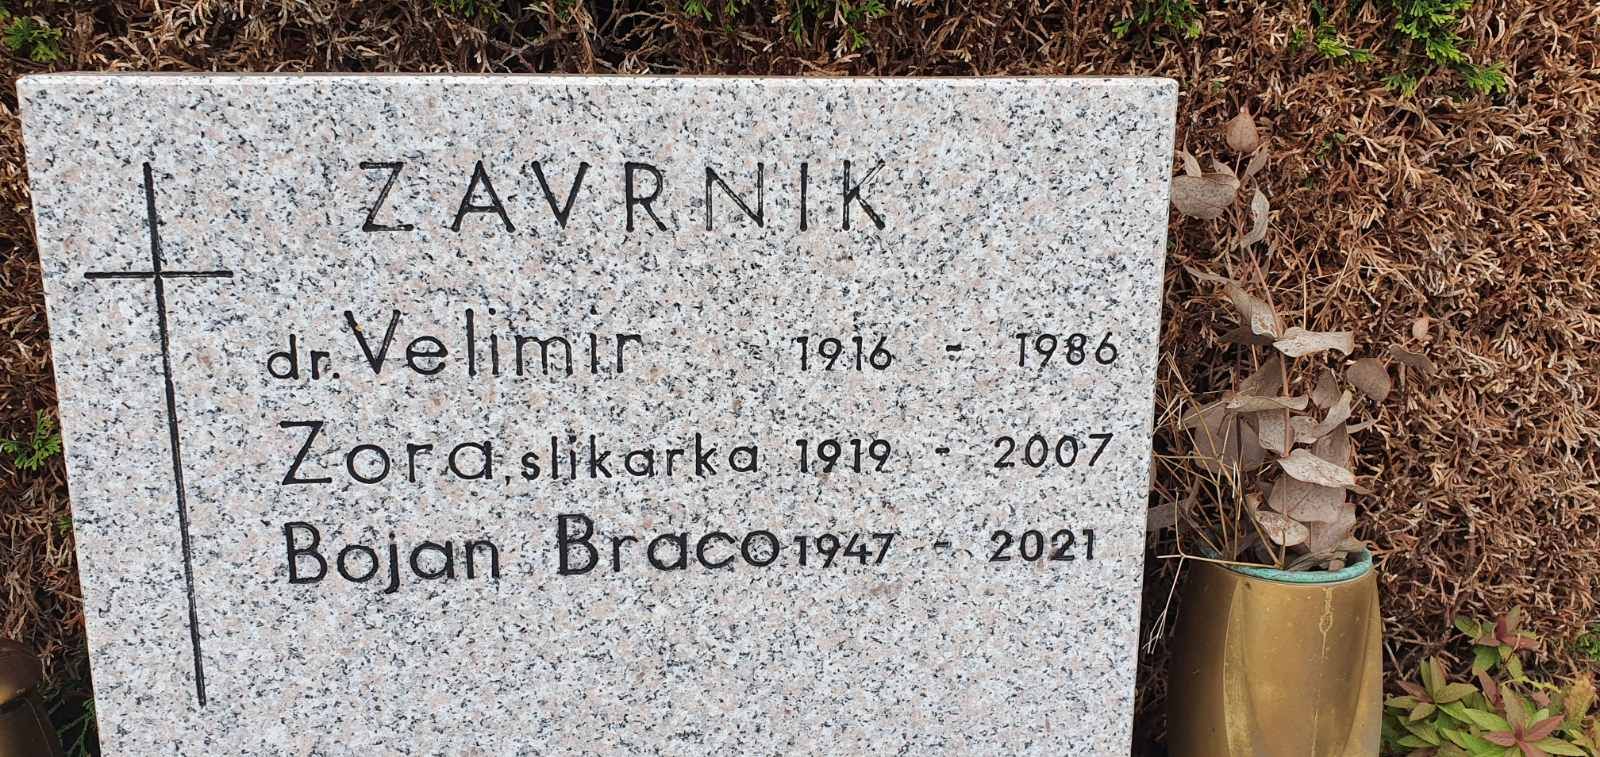 ZAVRNIK
dr. Velimir 1916 - 1986
Zora, slikarka 1919 - 2007
Bojan Braco 1947 - 2021